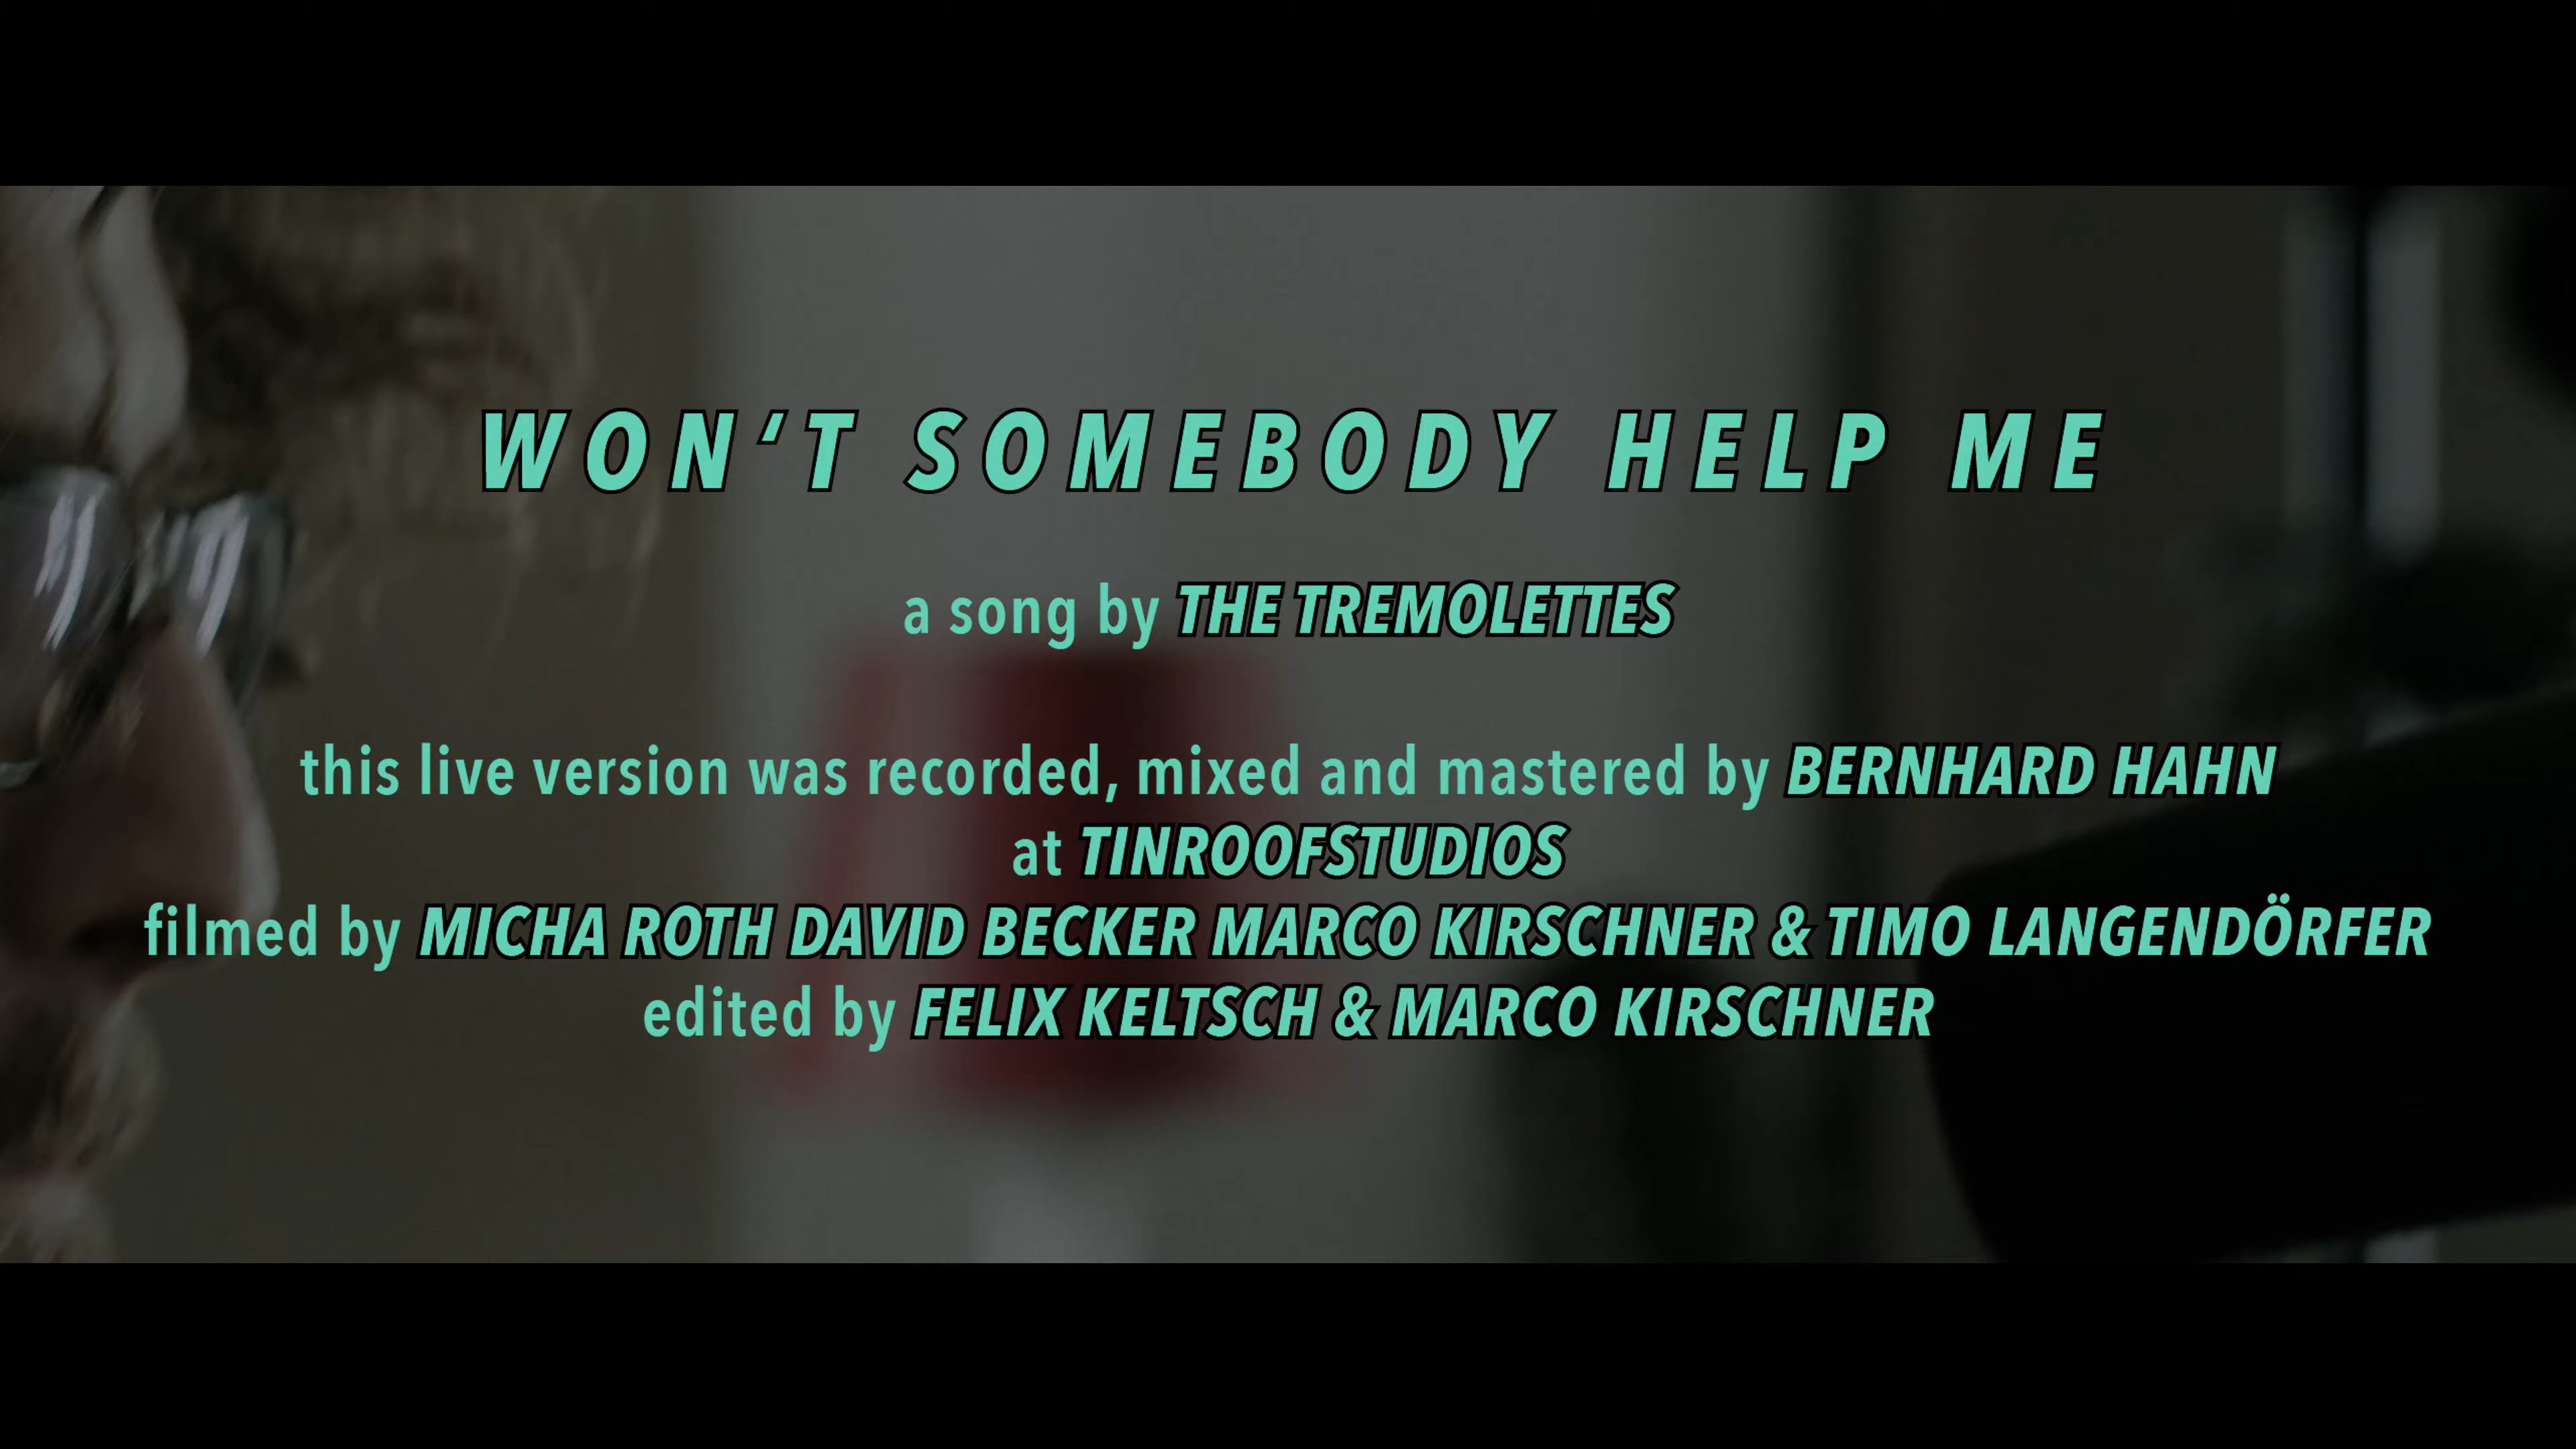 WON‘T SOMEBODY HELP ME
a song by THE TREMOLETTES
this live version was recorded, mixed and mastered by BERNHARD HAHN
at TINROOFSTUDIOS
filmed by MICHA ROTH DAVID BECKER MARCO KIRSCHNER & TIMO LANGENDÖRFER
edited by FELIX KELTSCH & MARCO KIRSCHNER